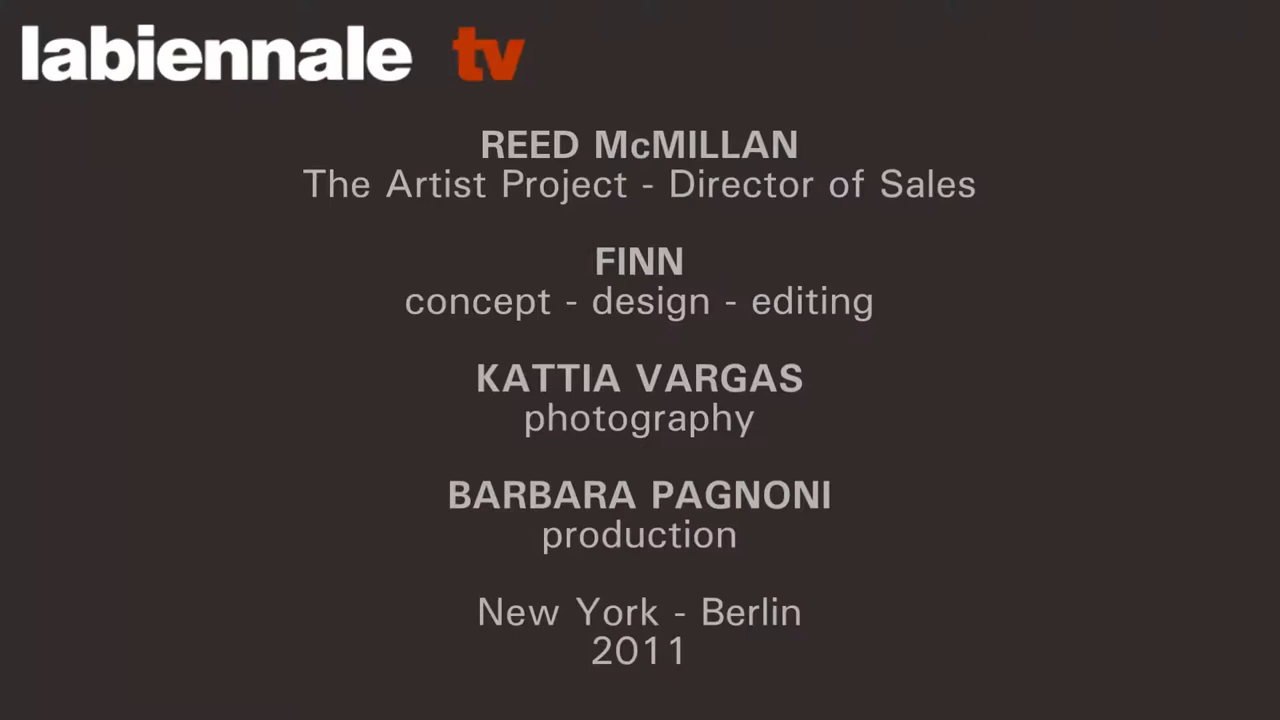 labiennale tv
REED McMILLAN
The Artist Project - Director of Sales
FINN
concept - design - editing
KATTIA VARGAS
photography
BARBARA PAGNONI
production
New York - Berlin
2011